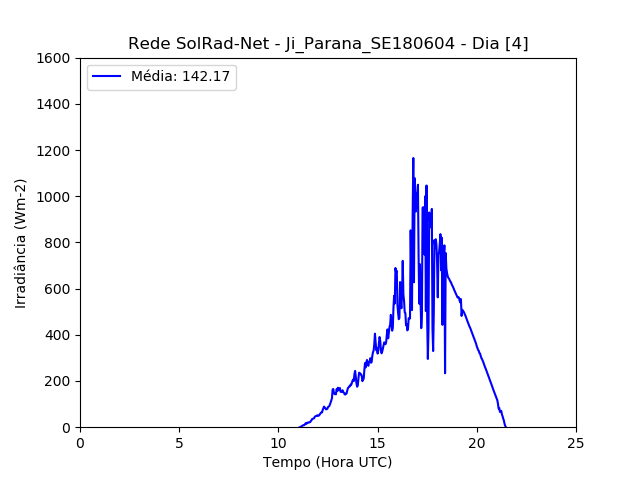 Rede SolRad-Net - Ji_Parana_SE180604 - Dia [4]
Média: 142.17
1600
1400
1200
1000
800
600
400
200
0
Irradiância (Wm-2)
0 5 10 15 20 25
Tempo (Hora UTC)